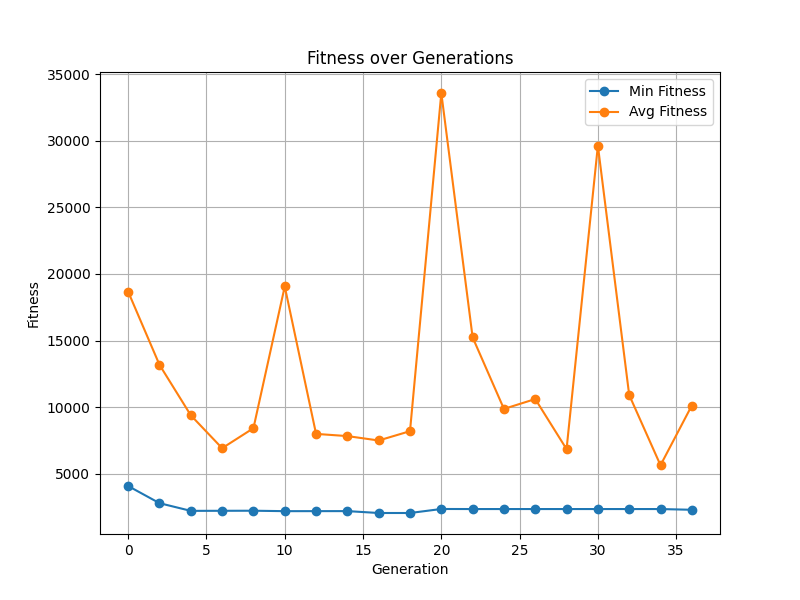 Fitness over Generations
35000
30000
25000
20000
15000
10000
5000
Fitness
Min Fitness
Avg Fitness
0 5 10 15 20 25 30 35
Generation